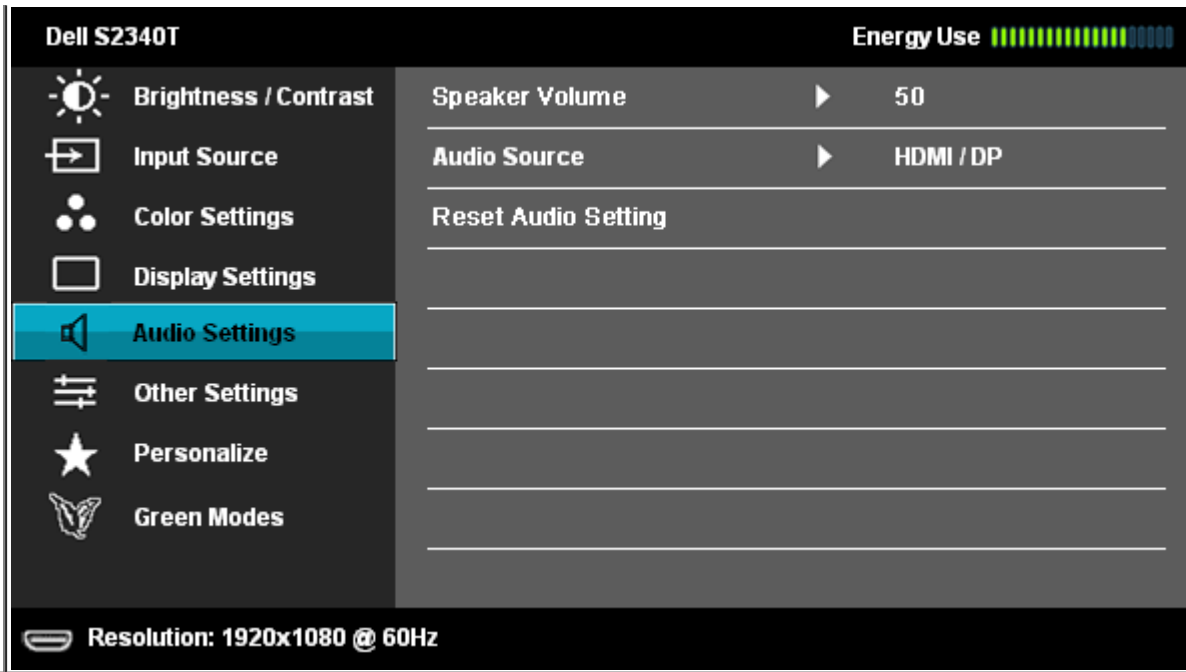 Dell S2340T Energy Use
Brightness / Contrast Speaker Volume 50
Input Source Audio Source HDMI / DP
Color Settings Reset Audio Setting
Display Settings
Audio Settings
Other Settings
Personalize
Green Modes
Resolution: 1920x1080 @ 60Hz